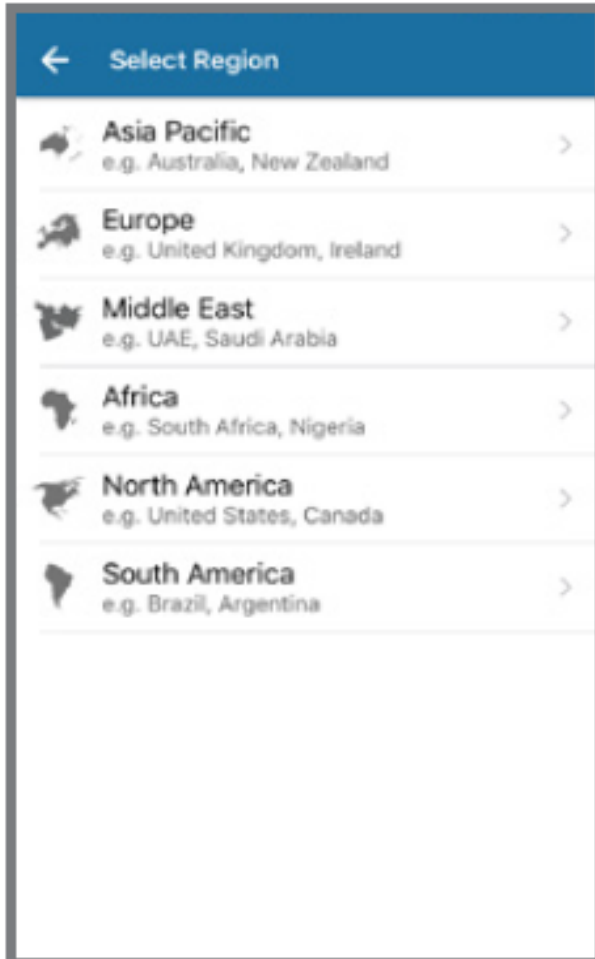 Select Region
Asia Pacific
e.g. Australia, New Zealand
Europe
e.g. United Kingdom, Ireland
Middle East
e.g. UAE, Saudi Arabia
Africa
e.g. South Africa, Nigeria
North America
e.g. United States, Canada
South America
e.g. Brazil, Argentina